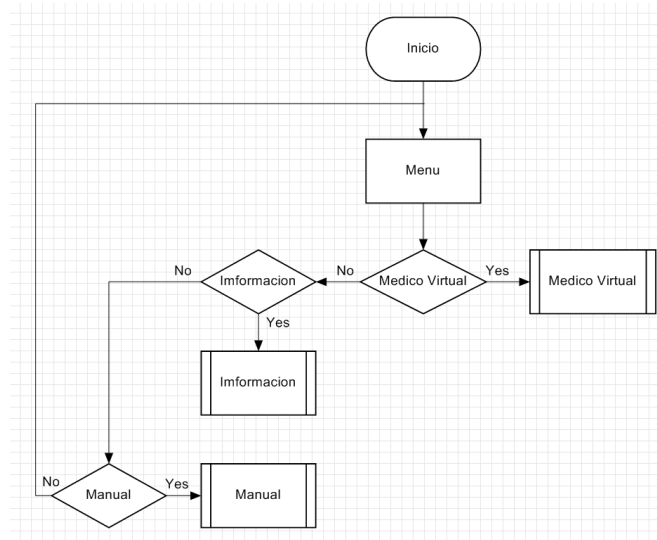 Inicio
Menu
No
Imformacion
No
Medico Virtual
Yes
Medico Virtual
Yes
Imformacion
No
Manual
Yes
Manual